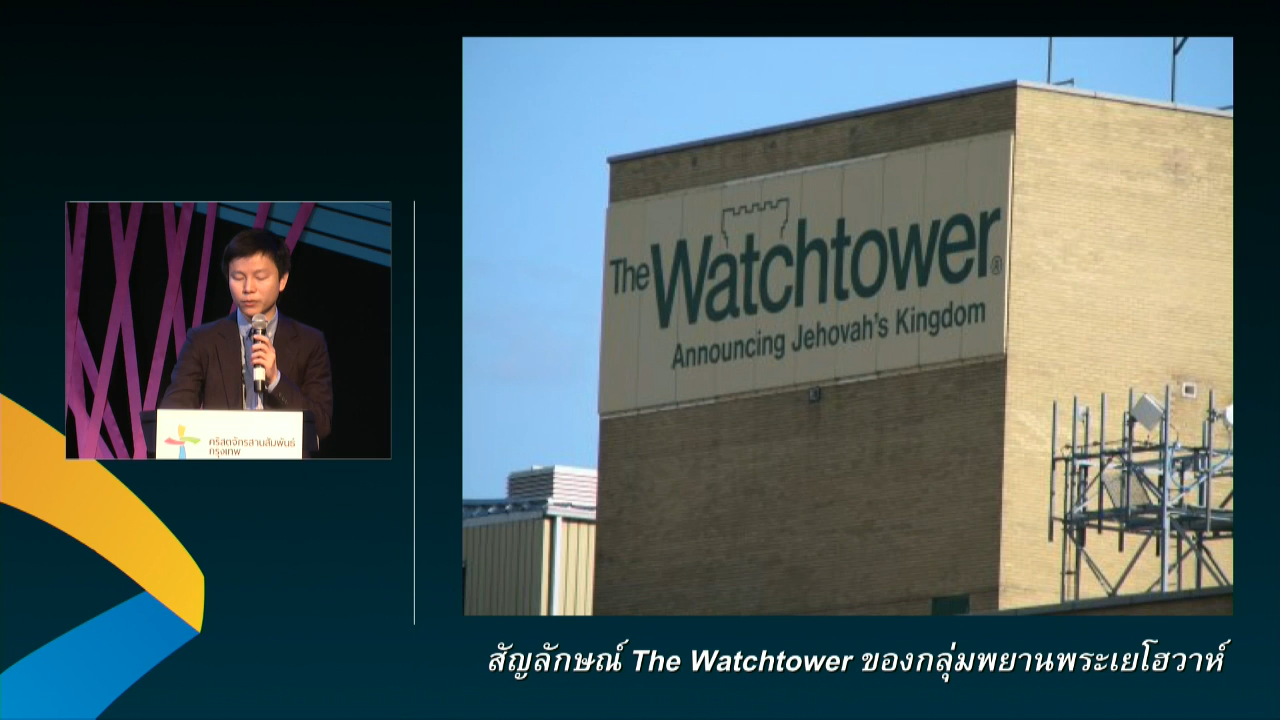 The Watchtower®
Announcing Jehovah's Kingdom
คริสตจักรสานสัมพันธ์
กรุงเทพ
สัญลักษณ์ The Watchtower ของกลุ่มพยานพระเยโฮวาห์